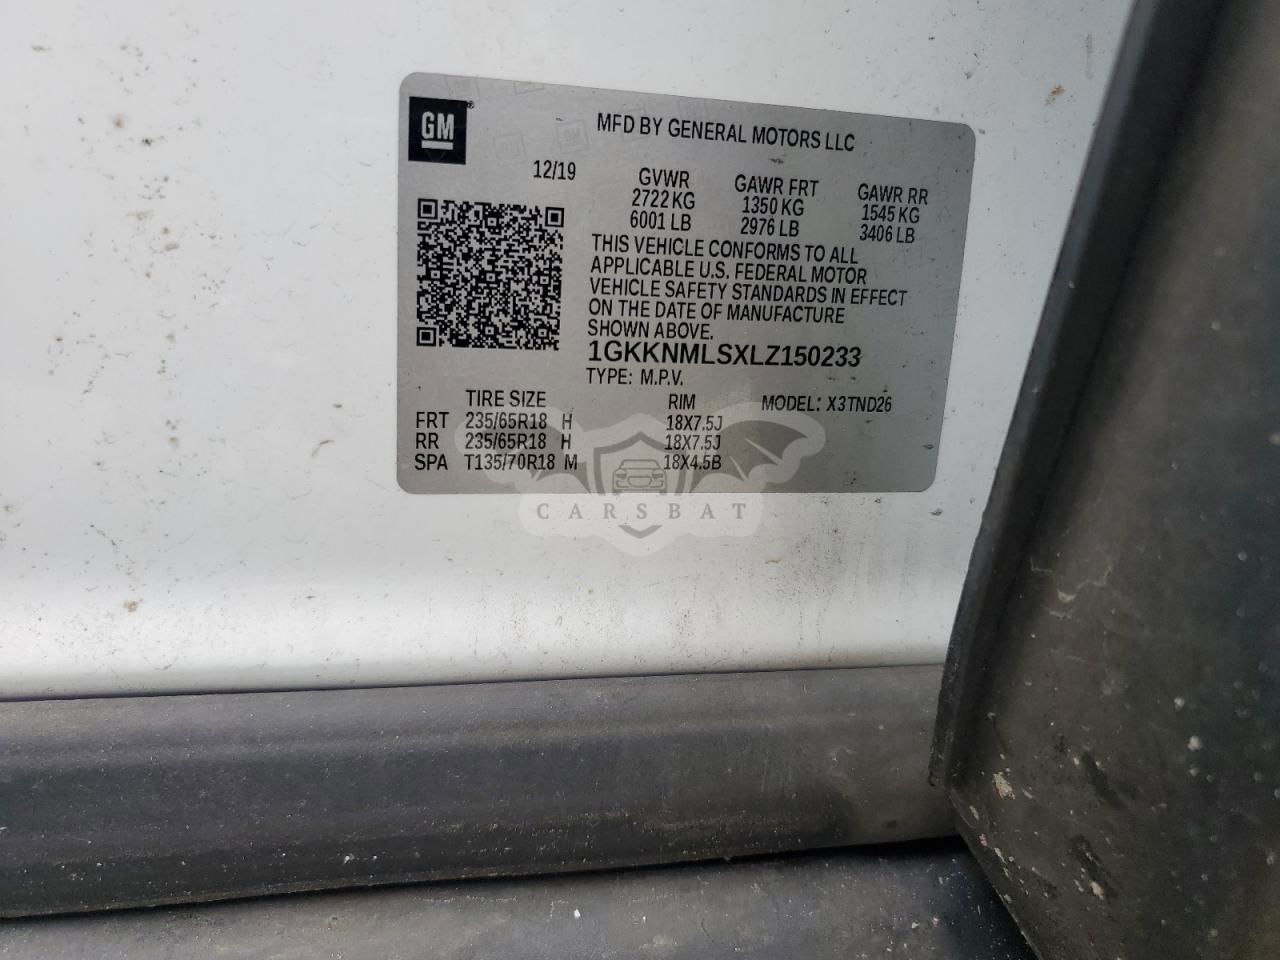 GM
MFD BY GENERAL MOTORS LLC
12/19
GVWR GAWR FRT GAWR RR
2722 KG 1350 KG 1545 KG
6001 LB 2976 LB 3406 LB
THIS VEHICLE CONFORMS TO ALL
APPLICABLE U.S. FEDERAL MOTOR
VEHICLE SAFETY STANDARDS IN EFFECT
ON THE DATE OF MANUFACTURE
SHOWN ABOVE.
1GKKNMLSXLZ150233
TYPE: M.P.V.
TIRE SIZE RIM MODEL: X3TND26
FRT 235/65R18 H 18X7.5J
RR 235/65R18 H 18X7.5J
SPA T135/70R18 M 18X4.5B
CARSBAT